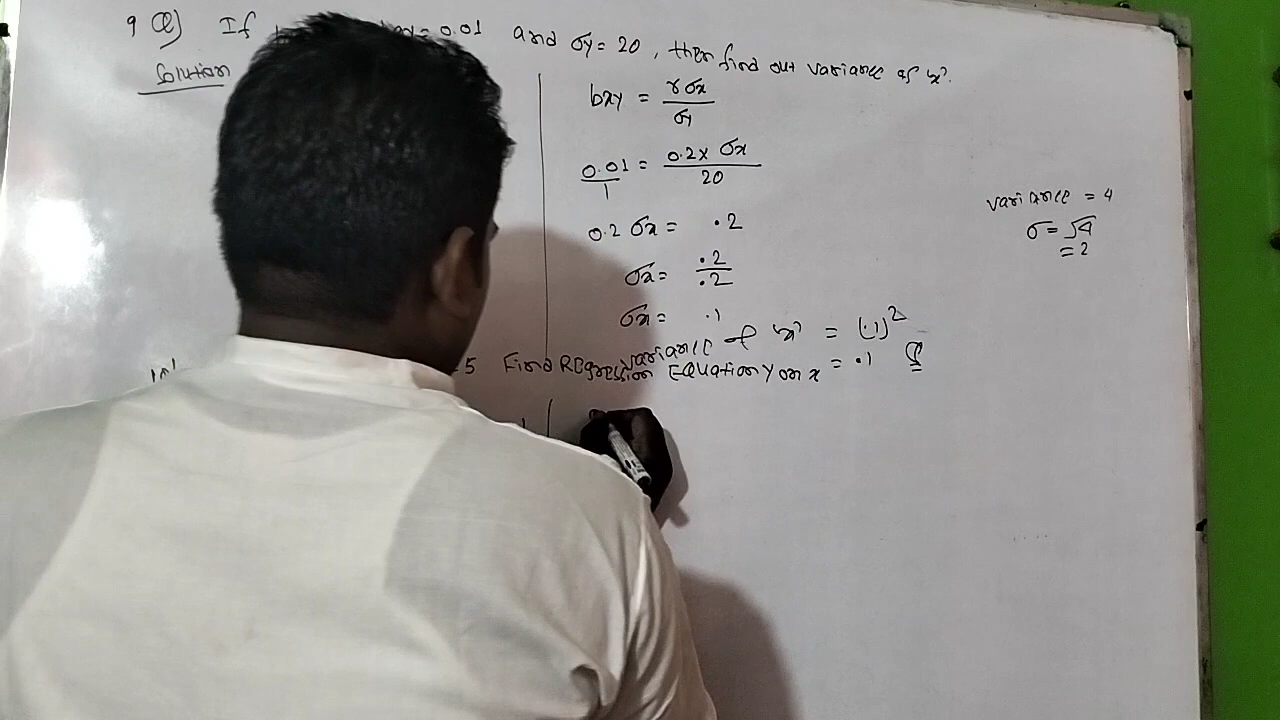 9 Q) If = 0.01 and σy = 20, then find out variance of 'x'.
Solution
bxy = rσx / σy
0.01 / 1 = 0.2 x σx / 20
0.2 σx = .2
σx = .2 / .2
σx = .1
variance of 'x' = (.1)²
= .1
variance = 4
σ = √4
= 2
5 Find Regression Equation y on x